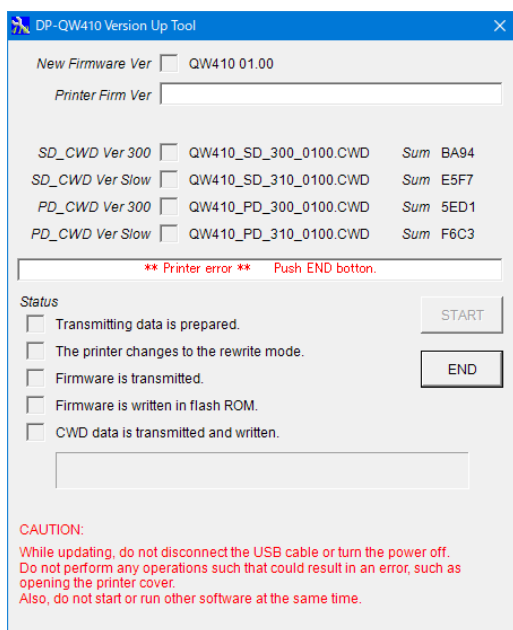 DP-QW410 Version Up Tool
New Firmware Ver QW410 01.00
Printer Firm Ver
SD_CWD Ver 300 QW410_SD_300_0100.CWD Sum BA94
SD_CWD Ver Slow QW410_SD_310_0100.CWD Sum E5F7
PD_CWD Ver 300 QW410_PD_300_0100.CWD Sum 5ED1
PD_CWD Ver Slow QW410_PD_310_0100.CWD Sum F6C3
** Printer error ** Push END botton.
Status
START
Transmitting data is prepared.
The printer changes to the rewrite mode.
END
Firmware is transmitted.
Firmware is written in flash ROM.
CWD data is transmitted and written.
CAUTION:
While updating, do not disconnect the USB cable or turn the power off.
Do not perform any operations such that could result in an error, such as
opening the printer cover.
Also, do not start or run other software at the same time.